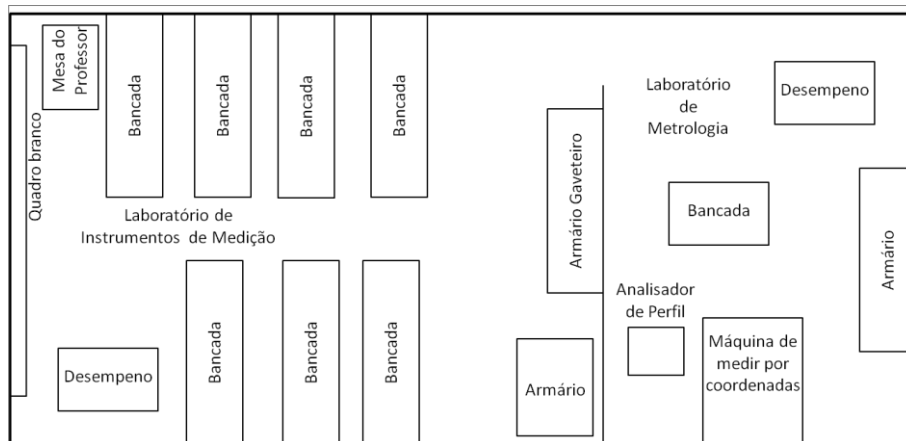 Quadro branco
Mesa do
Professor
Bancada
Bancada
Bancada
Bancada
Laboratório de
Instrumentos de Medição
Desempeno
Bancada
Bancada
Bancada
Armário Gaveteiro
Armário
Laboratório
de
Metrologia
Desempeno
Bancada
Armário
Analisador
de Perfil
Máquina de
medir por
coordenadas